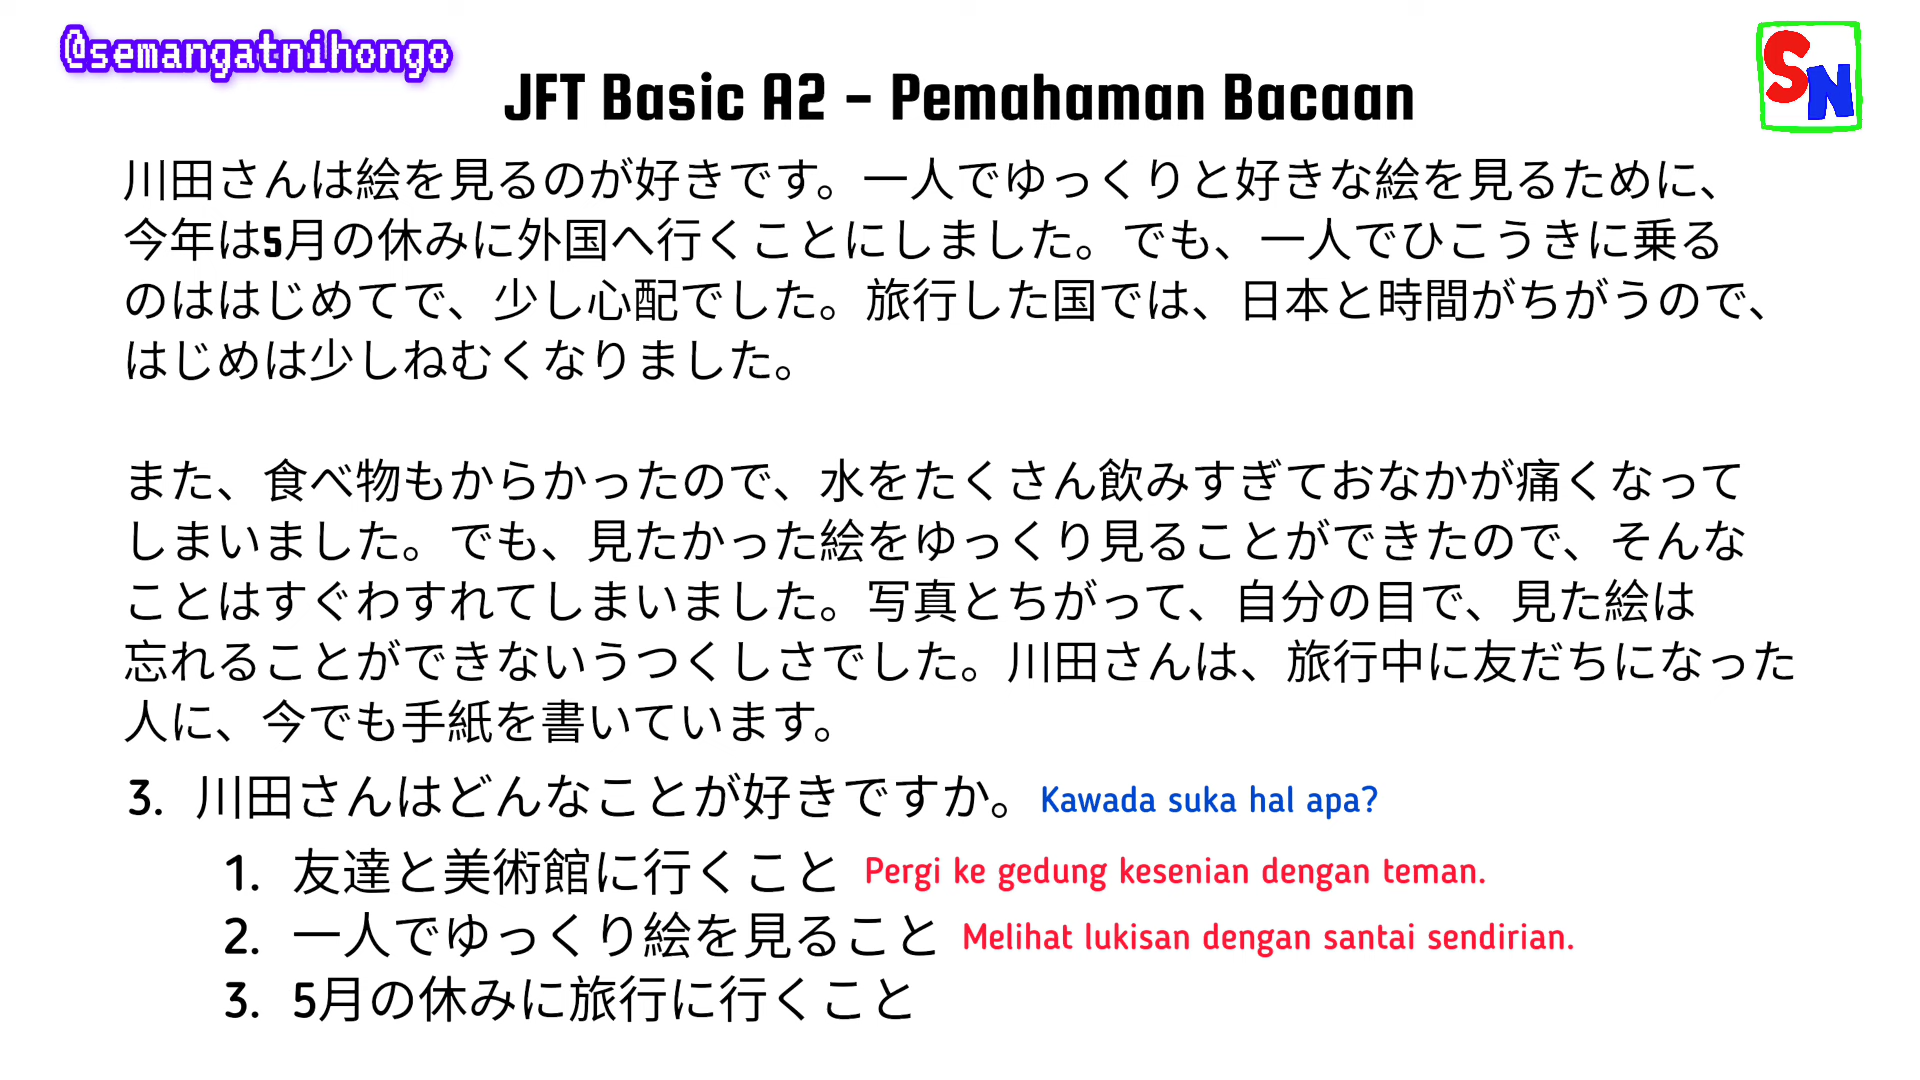 @semangatnihongo
SN
JFT Basic A2 - Pemahaman Bacaan
川田さんは絵を見るのが好きです。一人でゆっくりと好きな絵を見るために、
今年は5月の休みに外国へ行くことにしました。でも、一人でひこうきに乗る
のははじめてで、少し心配でした。旅行した国では、日本と時間がちがうので、
はじめは少しねむくなりました。
また、食べ物もからかったので、水をたくさん飲みすぎておなかが痛くなって
しまいました。でも、見たかった絵をゆっくり見ることができたので、そんな
ことはすぐわすれてしまいました。写真とちがって、自分の目で、見た絵は
忘れることができないうつくしさでした。川田さんは、旅行中に友だちになった
人に、今でも手紙を書いています。
3. 川田さんはどんなことが好きですか。 Kawada suka hal apa?
1. 友達と美術館に行くこと Pergi ke gedung kesenian dengan teman.
2. 一人でゆっくり絵を見ること Melihat lukisan dengan santai sendirian.
3. 5月の休みに旅行に行くこと